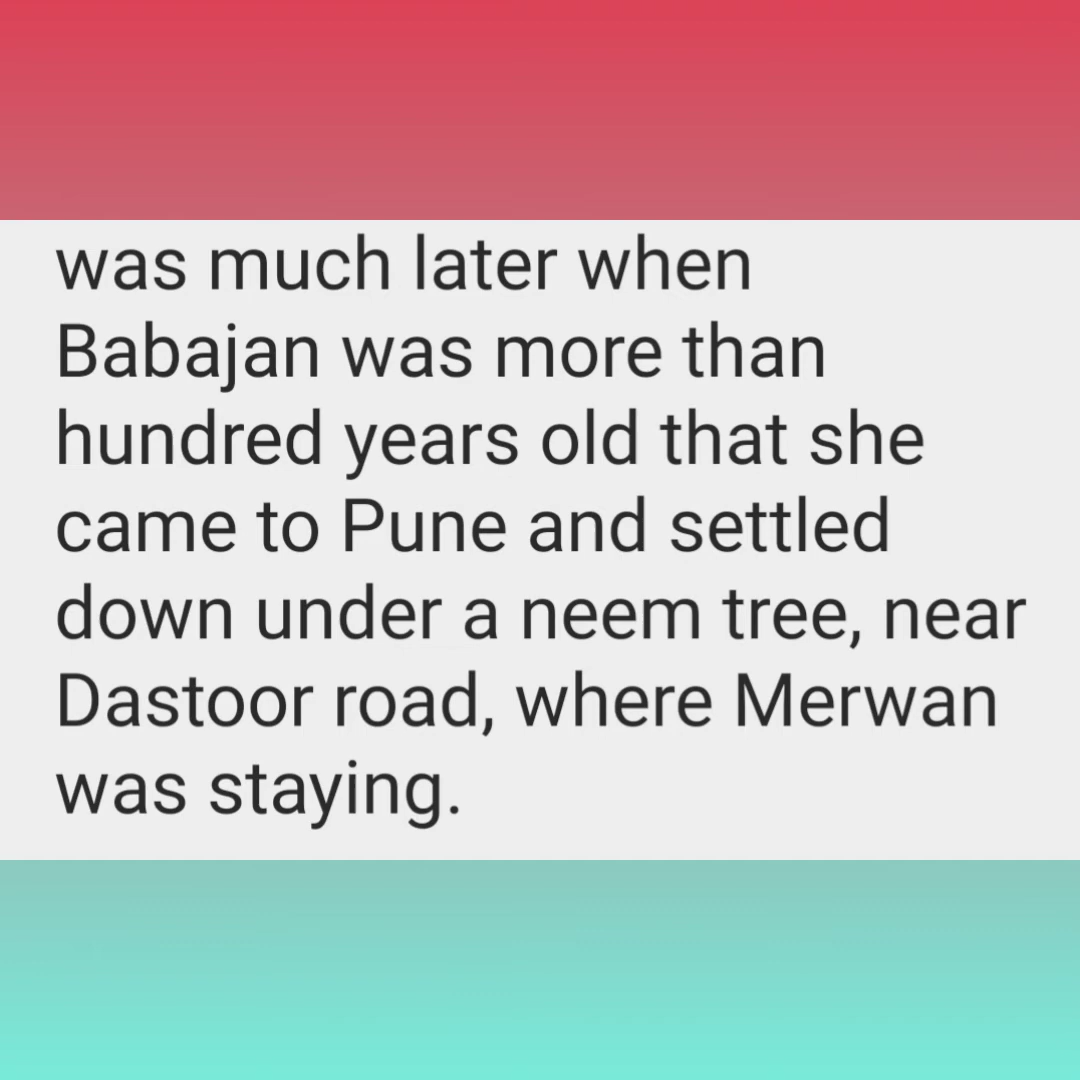 was much later when
Babajan was more than
hundred years old that she
came to Pune and settled
down under a neem tree, near
Dastoor road, where Merwan
was staying.